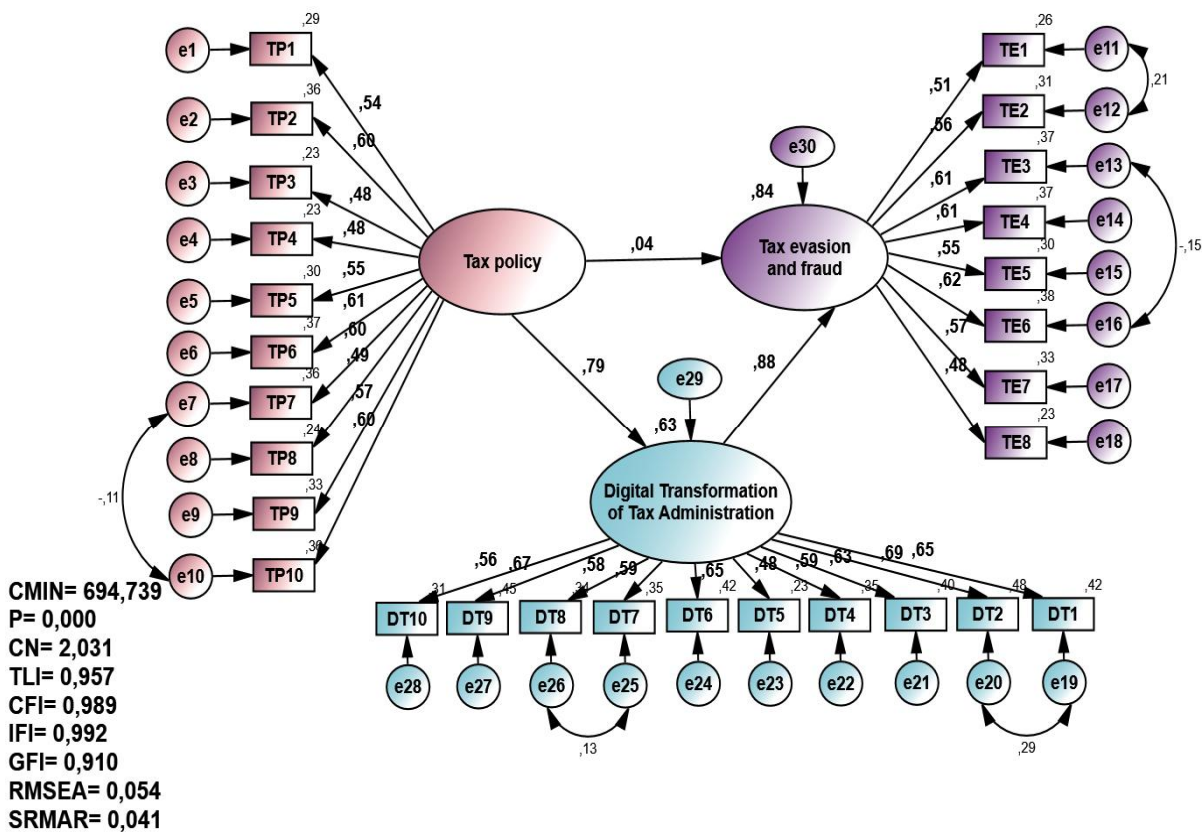 ,29
e1 TP1
,36
e2 TP2
,23
e3 TP3
,23
e4 TP4
,30
e5 TP5
,37
e6 TP6
,36
e7 TP7
,24
e8 TP8
,33
e9 TP9
,36
e10 TP10
-,11
,54
,60
,48
,48
,55
,61
,60
,49
,57
,60
Tax policy
,04
,79
e30
,84
Tax evasion
and fraud
,88
e29
,63
Digital Transformation
of Tax Administration
,51
,56
,61
,61
,55
,62
,57
,48
,26
TE1 e11
,21
,31
TE2 e12
,37
TE3 e13
,37
TE4 e14
-,15
,30
TE5 e15
,38
TE6 e16
,33
TE7 e17
,23
TE8 e18
,56 ,67 ,58 ,59 ,65 ,48 ,59 ,63 ,69 ,65
,31 ,45 ,34 ,35 ,42 ,23 ,35 ,40 ,48 ,42
DT10 DT9 DT8 DT7 DT6 DT5 DT4 DT3 DT2 DT1
e28 e27 e26 e25 e24 e23 e22 e21 e20 e19
,13 ,29
CMIN= 694,739
P= 0,000
CN= 2,031
TLI= 0,957
CFI= 0,989
IFI= 0,992
GFI= 0,910
RMSEA= 0,054
SRMAR= 0,041